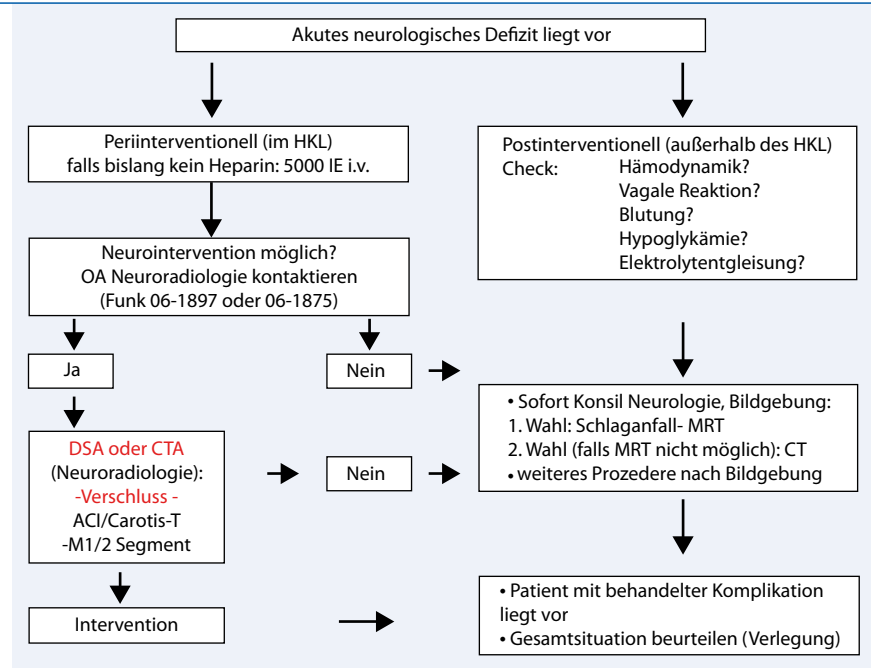 Akutes neurologisches Defizit liegt vor
Periinterventionell (im HKL)
falls bislang kein Heparin: 5000 IE i.v.
Postinterventionell (außerhalb des HKL)
Check: Hämodynamik?
Vagale Reaktion?
Blutung?
Hypoglykämie?
Elektrolytentgleisung?
Neurointervention möglich?
OA Neuroradiologie kontaktieren
(Funk 06-1897 oder 06-1875)
Ja
Nein
• Sofort Konsil Neurologie, Bildgebung:
1. Wahl: Schlaganfall- MRT
2. Wahl (falls MRT nicht möglich): CT
• weiteres Prozedere nach Bildgebung
DSA oder CTA
(Neuroradiologie):
-Verschluss -
ACI/Carotis-T
-M1/2 Segment
Nein
Intervention
• Patient mit behandelter Komplikation
liegt vor
• Gesamtsituation beurteilen (Verlegung)